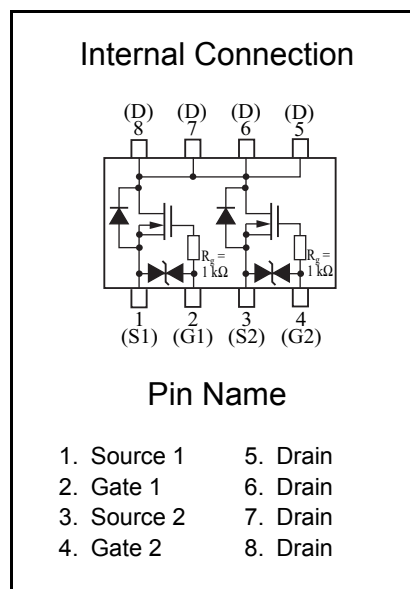 Internal Connection
(D) (D) (D) (D)
8 7 6 5
Rg = Rg =
1 kΩ 1 kΩ
1 2 3 4
(S1) (G1) (S2) (G2)
Pin Name
1. Source 1 5. Drain
2. Gate 1 6. Drain
3. Source 2 7. Drain
4. Gate 2 8. Drain